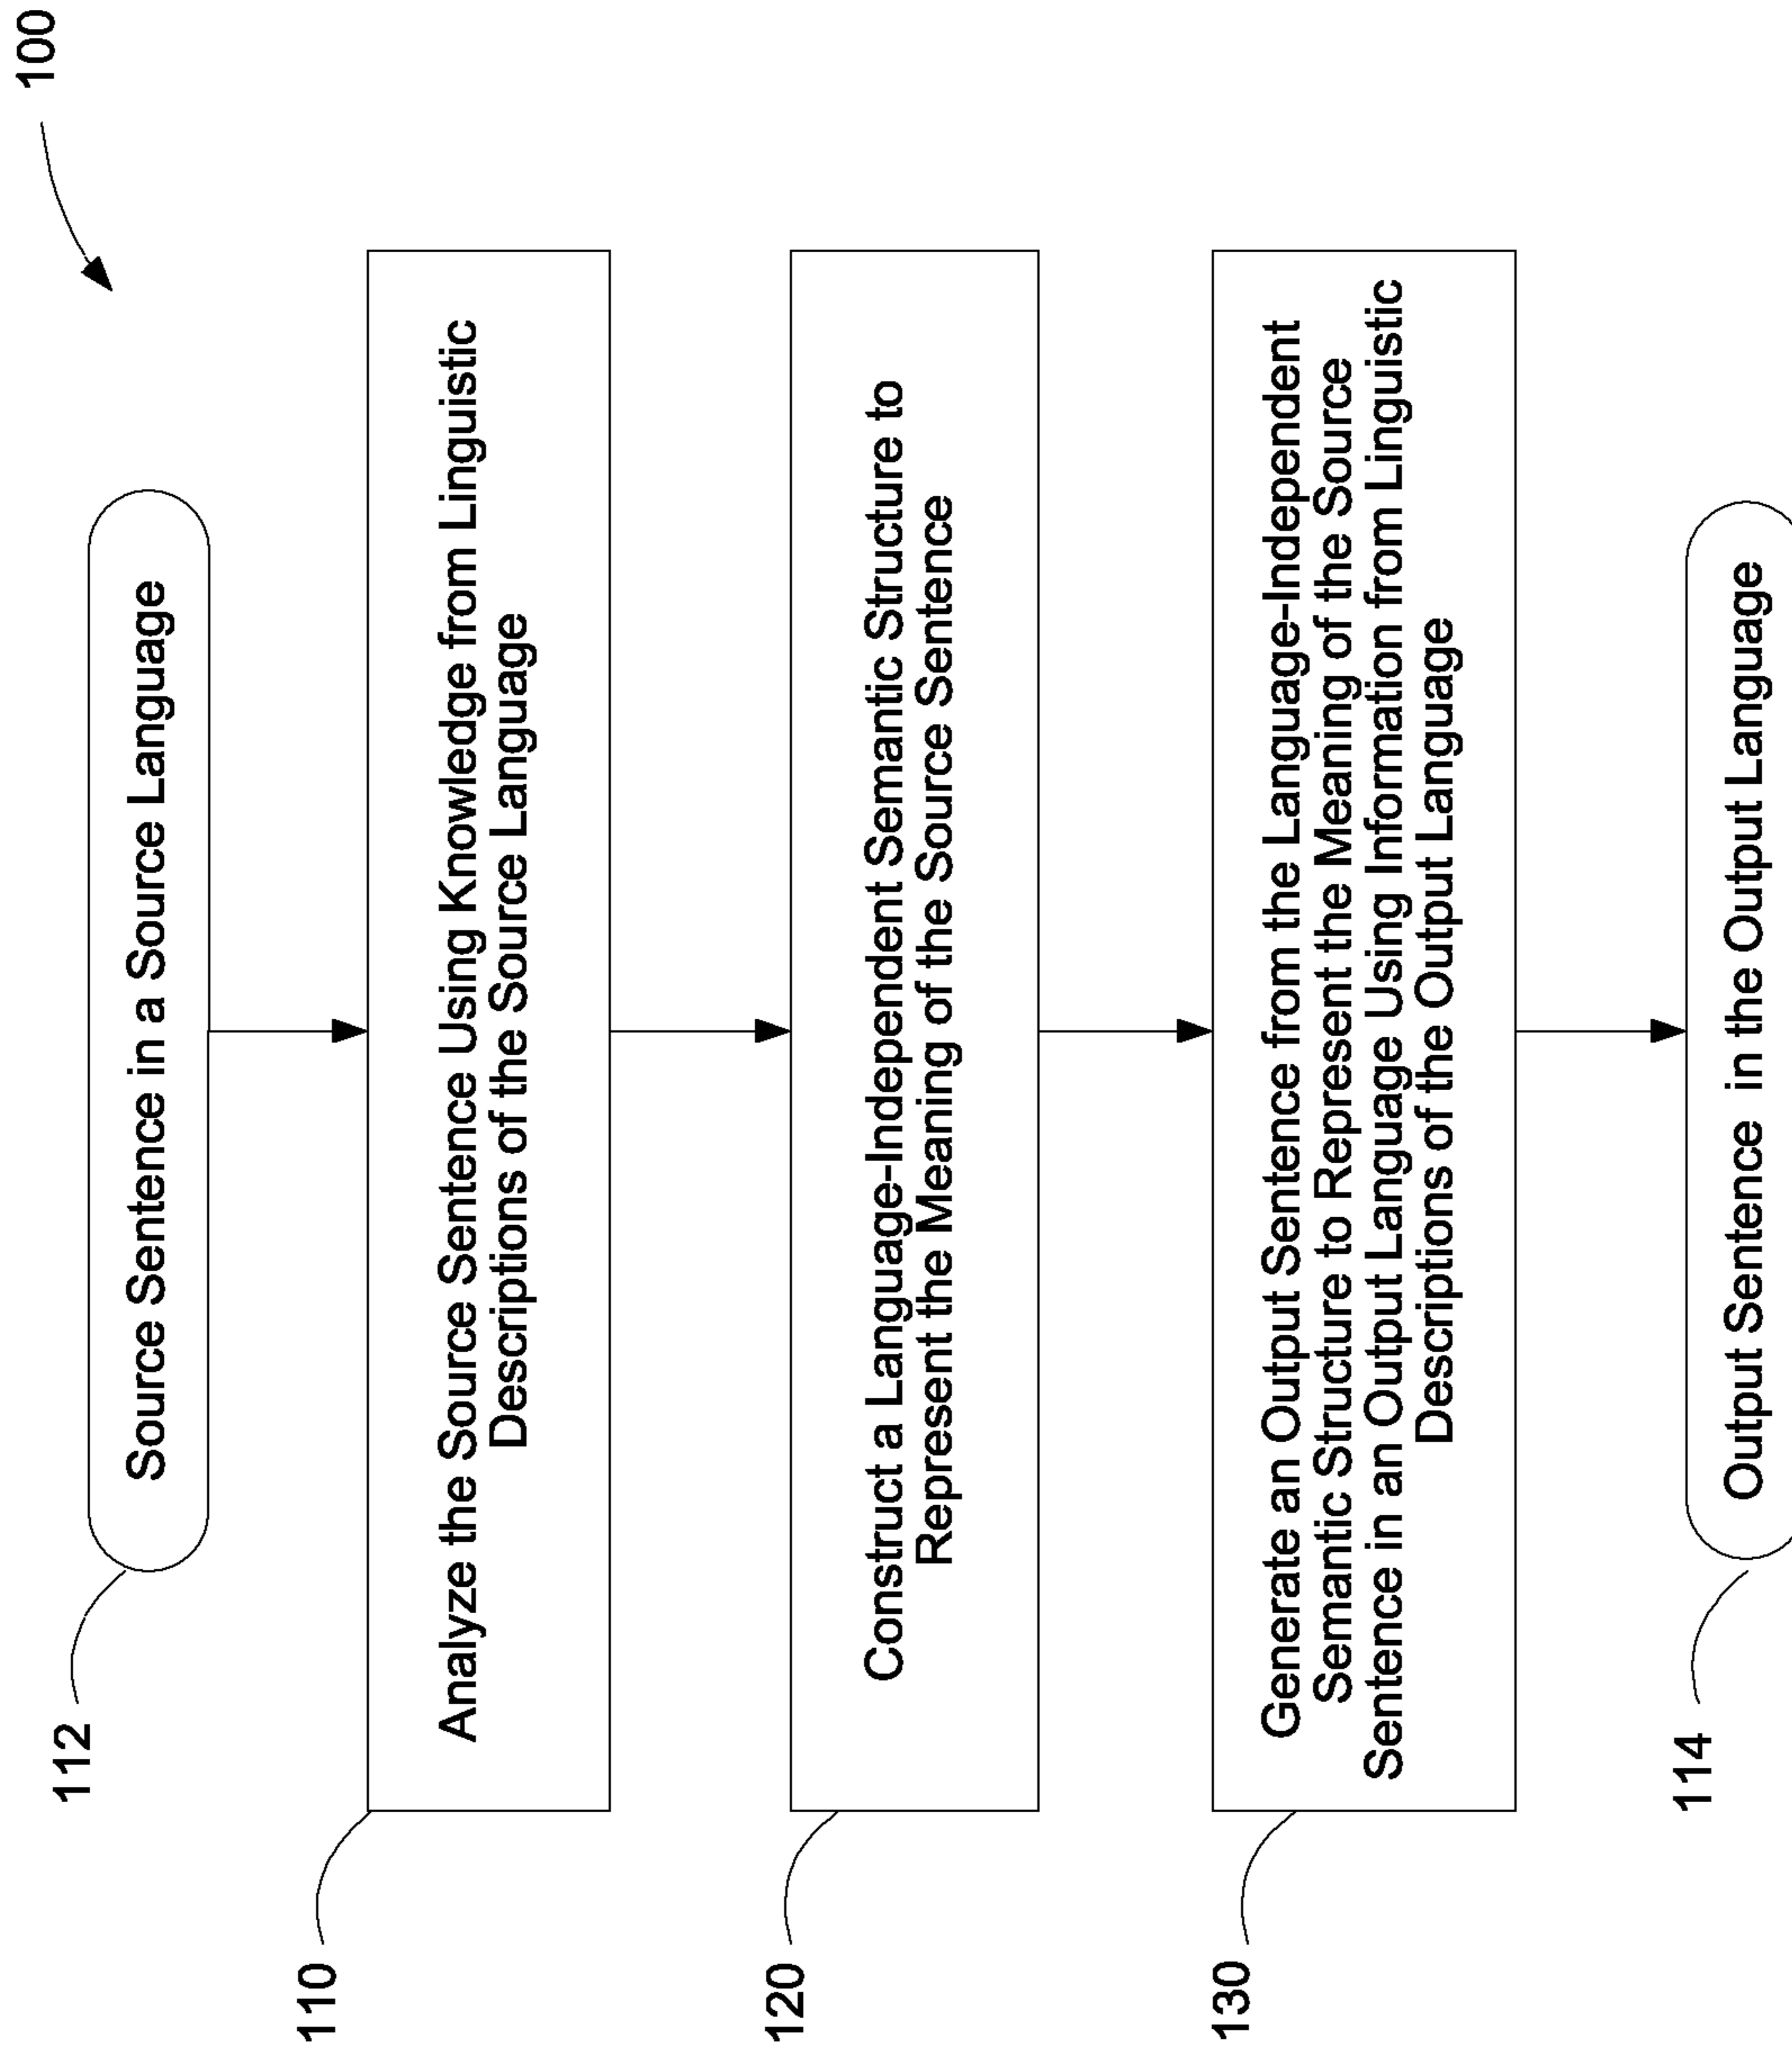 100
112
Source Sentence in a Source Language
110
Analyze the Source Sentence Using Knowledge from Linguistic
Descriptions of the Source Language
120
Construct a Language-Independent Semantic Structure to
Represent the Meaning of the Source Sentence
130
Generate an Output Sentence from the Language-Independent
Semantic Structure to Represent the Meaning of the Source
Sentence in an Output Language Using Information from Linguistic
Descriptions of the Output Language
114
Output Sentence in the Output Language